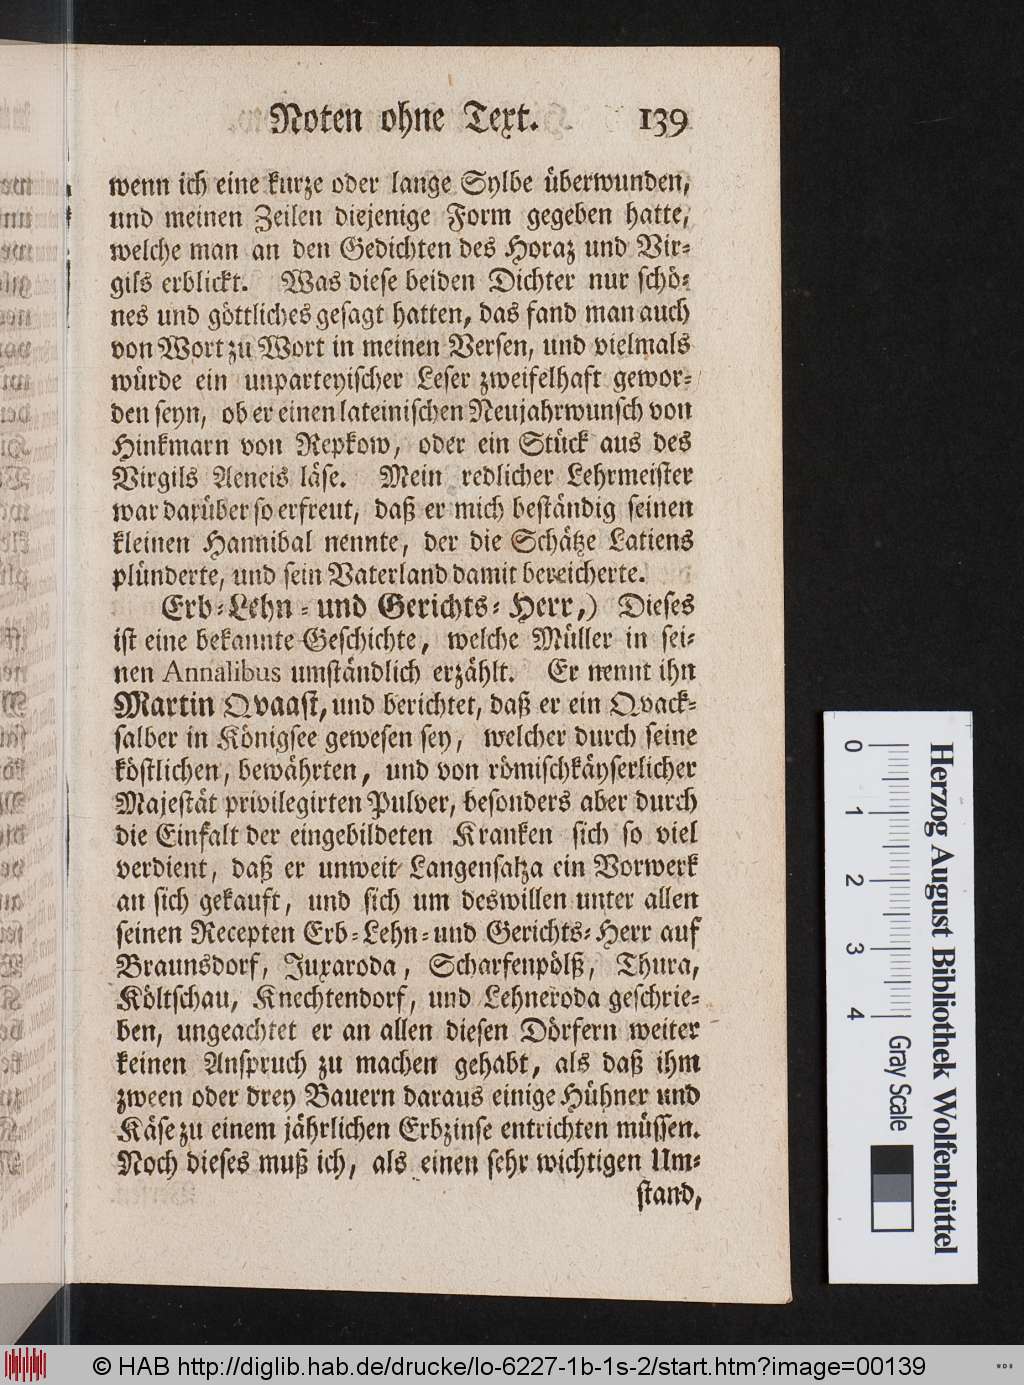 Noten ohne Text. 139
wenn ich eine kurze oder lange Sylbe überwunden,
und meinen Zeilen diejenige Form gegeben hatte,
welche man an den Gedichten des Horaz und Vir-
gils erblickt. Was diese beiden Dichter nur schö-
nes und göttliches gesagt hatten, das fand man auch
von Wort zu Wort in meinen Versen, und vielmals
würde ein unparteyischer Leser zweifelhaft gewor-
den seyn, ob er einen lateinischen Neujahrwunsch von
Hinkmarn von Repkow, oder ein Stück aus des
Virgils Aeneis läse. Mein redlicher Lehrmeister
war darüber so erfreut, daß er mich beständig seinen
kleinen Hannibal nennte, der die Schätze Latiens
plünderte, und sein Vaterland damit bereicherte.
Erb-Lehn-und Gerichts-Herr,) Dieses
ist eine bekannte Geschichte, welche Müller in sei-
nen Annalibus umständlich erzählt. Er nennt ihn
Martin Qvaast, und berichtet, daß er ein Qvack-
salber in Königsee gewesen sey, welcher durch seine
köstlichen, bewährten, und von römischkäyserlicher
Majestät privilegirten Pulver, besonders aber durch
die Einfalt der eingebildeten Kranken sich so viel
verdient, daß er unweit Langensalza ein Vorwerk
an sich gekauft, und sich um deswillen unter allen
seinen Recepten Erb-Lehn-und Gerichts-Herr auf
Braunsdorf, Juxaroda, Scharfenpölß, Thura,
Költschau, Knechtendorf, und Lehneroda geschrie-
ben, ungeachtet er an allen diesen Dörfern weiter
keinen Anspruch zu machen gehabt, als daß ihm
zween oder drey Bauern daraus einige Hühner und
Käse zu einem jährlichen Erbzinse entrichten müssen.
Noch dieses muß ich, als einen sehr wichtigen Um-
stand,
Herzog August Bibliothek Wolfenbüttel
0 1 2 3 4 Gray Scale
© HAB http://diglib.hab.de/drucke/lo-6227-1b-1s-2/start.htm?image=00139